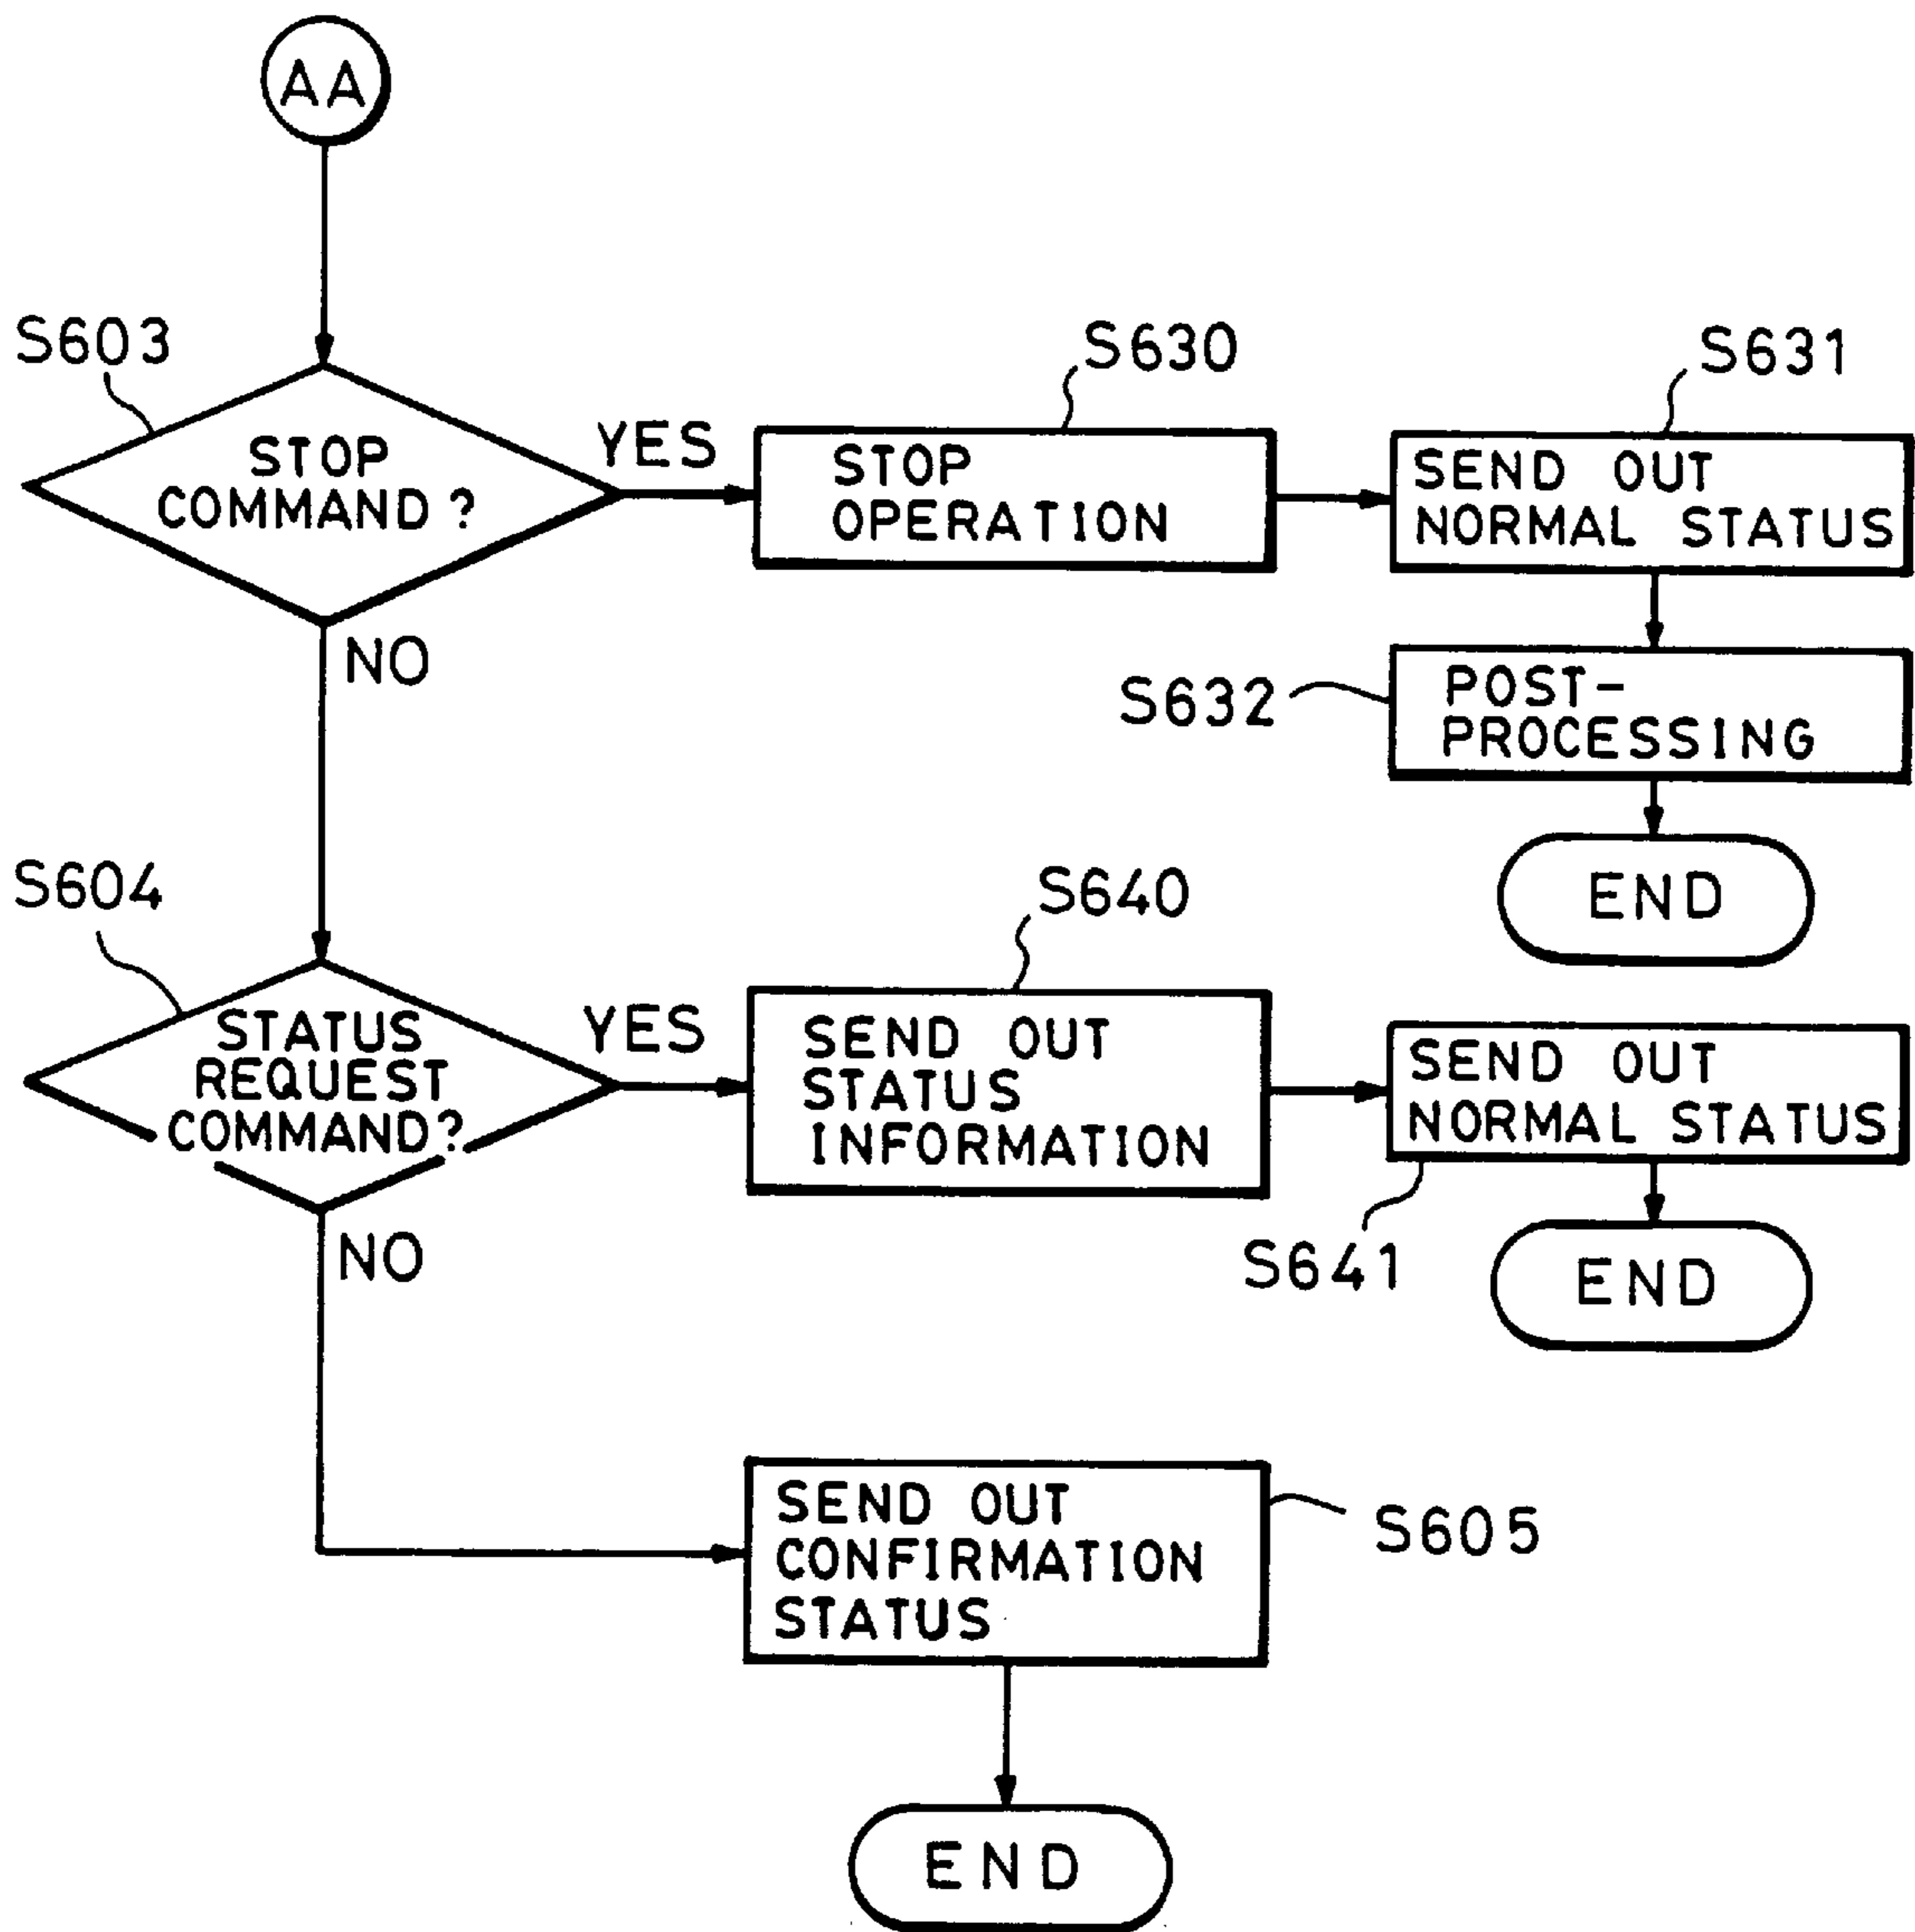 AA
S603
STOP
COMMAND?
YES
NO
S630
STOP
OPERATION
S631
SEND OUT
NORMAL STATUS
S632
POST-
PROCESSING
END
S604
STATUS
REQUEST
COMMAND?
YES
NO
S640
SEND OUT
STATUS
INFORMATION
SEND OUT
NORMAL STATUS
S641
END
SEND OUT
CONFIRMATION
STATUS
S605
END